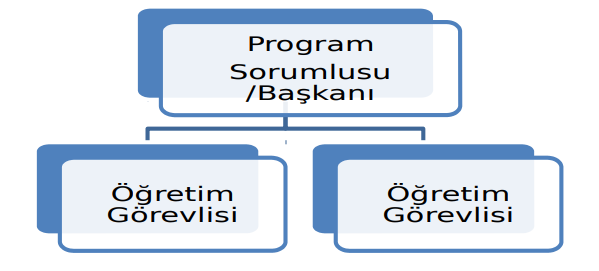 Program
Sorumlusu
/Başkanı
Öğretim
Görevlisi
Öğretim
Görevlisi